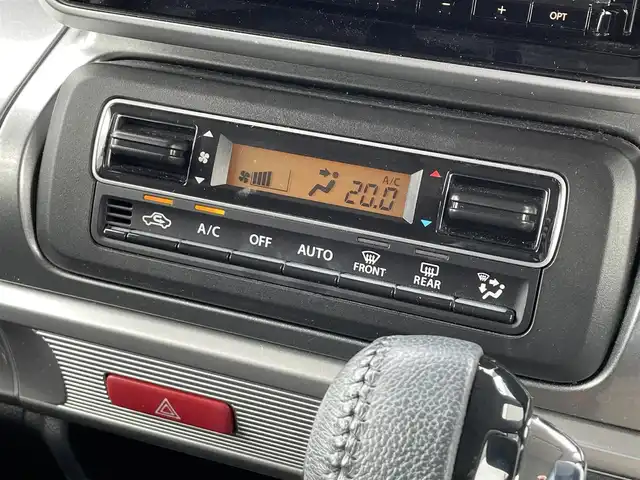 - + OPT
A/C
20.0
A/C OFF AUTO FRONT REAR